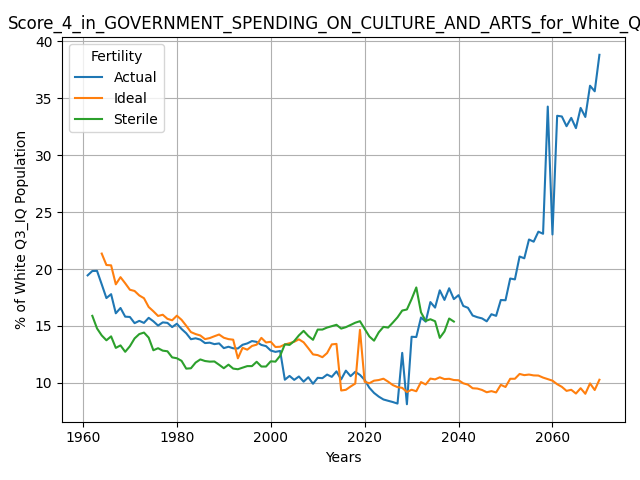 Score_4_in_GOVERNMENT_SPENDING_ON_CULTURE_AND_ARTS_for_White_Q
40
Fertility
Actual
Ideal
Sterile
35
30
25
20
15
10
% of White Q3_IQ Population
1960
1980
2000
2020
2040
2060
Years